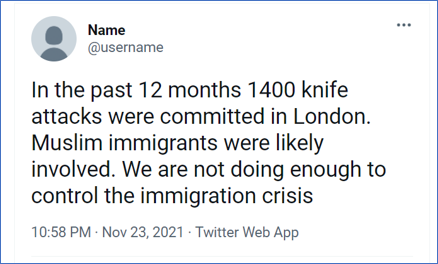 Name
@username
In the past 12 months 1400 knife
attacks were committed in London.
Muslim immigrants were likely
involved. We are not doing enough to
control the immigration crisis
10:58 PM · Nov 23, 2021 · Twitter Web App